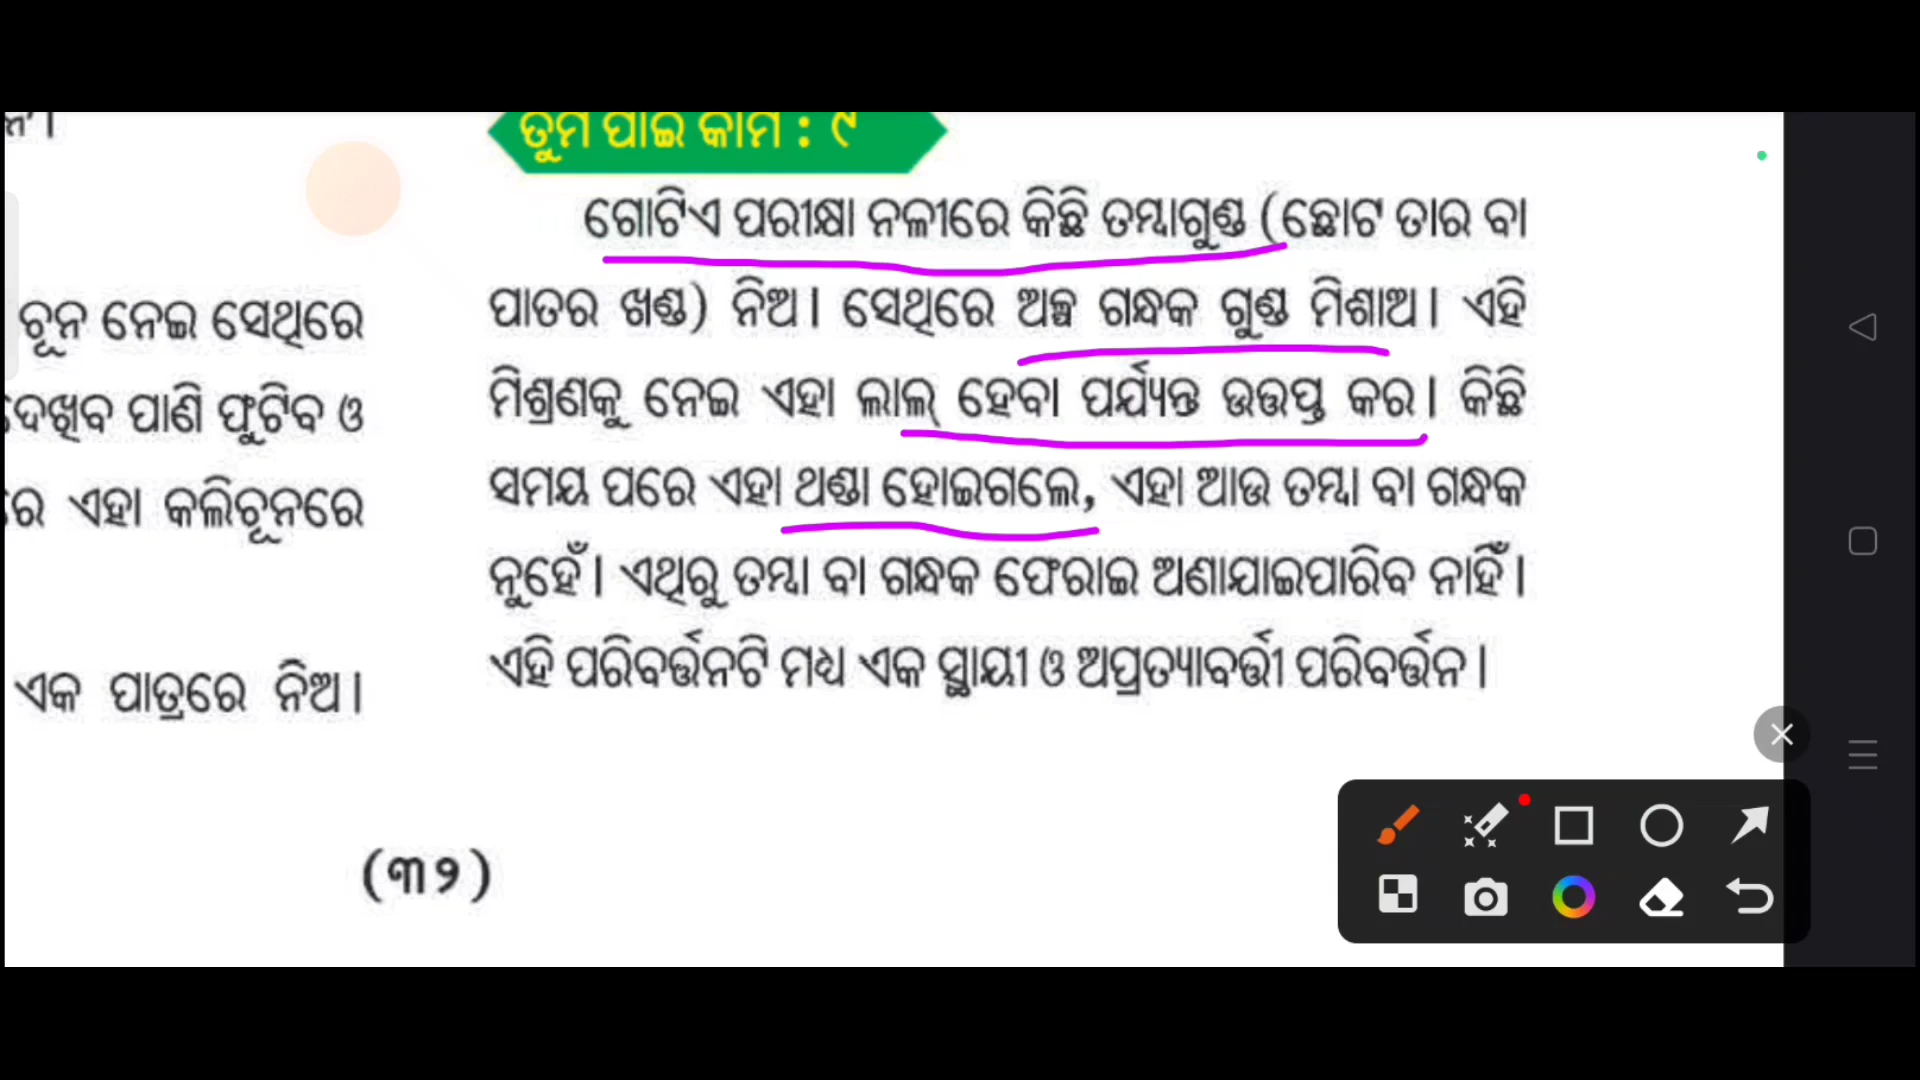 ଚୂନ ନେଇ ସେଥିରେ
ଦେଖିବ ପାଣି ଫୁଟିବ ଓ
ରେ ଏହା କଲିଚୂନରେ
ଏକ ପାତ୍ରରେ ନିଅ।
ତୁମ ପାଇଁ କାମ : ୯
ଗୋଟିଏ ପରୀକ୍ଷା ନଳୀରେ କିଛି ତମ୍ବାଗୁଣ୍ଡ (ଛୋଟ ତାର ବା
ପାତର ଖଣ୍ଡ) ନିଅ। ସେଥିରେ ଅଳ୍ପ ଗନ୍ଧକ ଗୁଣ୍ଡ ମିଶାଅ। ଏହି
ମିଶ୍ରଣକୁ ନେଇ ଏହା ଲାଲ୍ ହେବା ପର୍ଯ୍ୟନ୍ତ ଉତ୍ତପ୍ତ କର। କିଛି
ସମୟ ପରେ ଏହା ଥଣ୍ଡା ହୋଇଗଲେ, ଏହା ଆଉ ତମ୍ବା ବା ଗନ୍ଧକ
ନୁହେଁ। ଏଥିରୁ ତମ୍ବା ବା ଗନ୍ଧକ ଫେରାଇ ଅଣାଯାଇପାରିବ ନାହିଁ।
ଏହି ପରିବର୍ତ୍ତନଟି ମଧ୍ୟ ଏକ ସ୍ଥାୟୀ ଓ ଅପ୍ରତ୍ୟାବର୍ତ୍ତୀ ପରିବର୍ତ୍ତନ।
(୩୨)